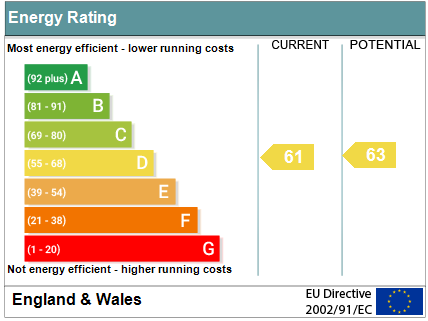 Energy Rating
Most energy efficient - lower running costs
CURRENT
POTENTIAL
(92 plus) A
(81 - 91) B
(69 - 80) C
(55 - 68) D
61
63
(39 - 54) E
(21 - 38) F
(1 - 20) G
Not energy efficient - higher running costs
England & Wales
EU Directive
2002/91/EC